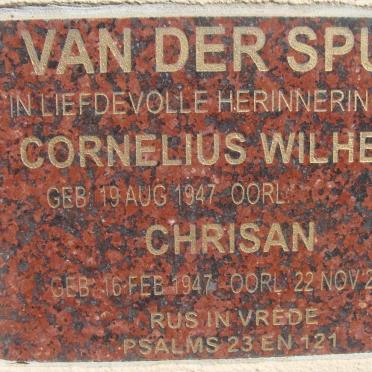 VAN DER SPU
IN LIEFDEVOLLE HERINNERIN
CORNELIUS WILHE
GEB: 19 AUG 1947 OORL:
CHRISAN
GEB: 16 FEB 1947 OORL: 22 NOV 2
RUS IN VREDE
PSALMS 23 EN 121